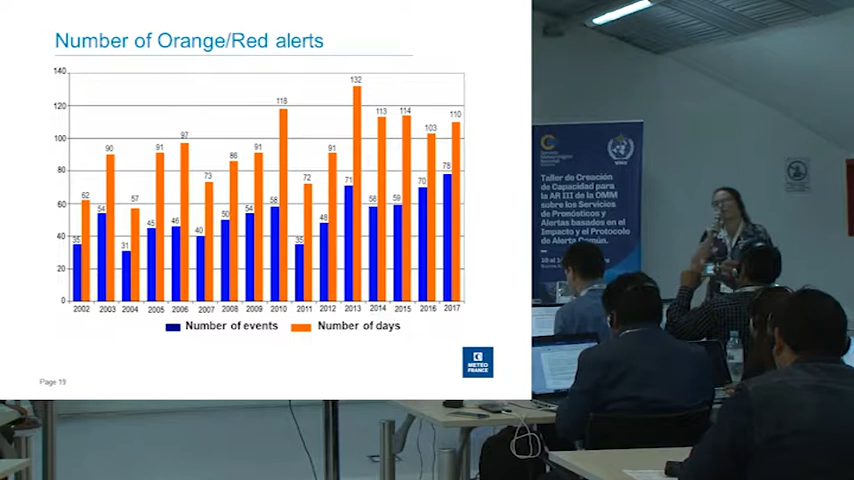 Number of Orange/Red alerts
140
120
100
80
60
40
20
0
35 62 54 90 31 57 45 91 46 97 40 73 50 86 54 91 58 118 35 72 48 91 71 132 58 113 59 114 70 103 78 110
2002 2003 2004 2005 2006 2007 2008 2009 2010 2011 2012 2013 2014 2015 2016 2017
Number of events Number of days
METEO
FRANCE
Page 19
Servicio
Meteorológico
Nacional
Taller de Creación
de Capacidad para
la AR III de la OMM
sobre los Servicios
de Pronósticos y
Alertas basados en el
Impacto y el Protocolo
de Alerta Común.